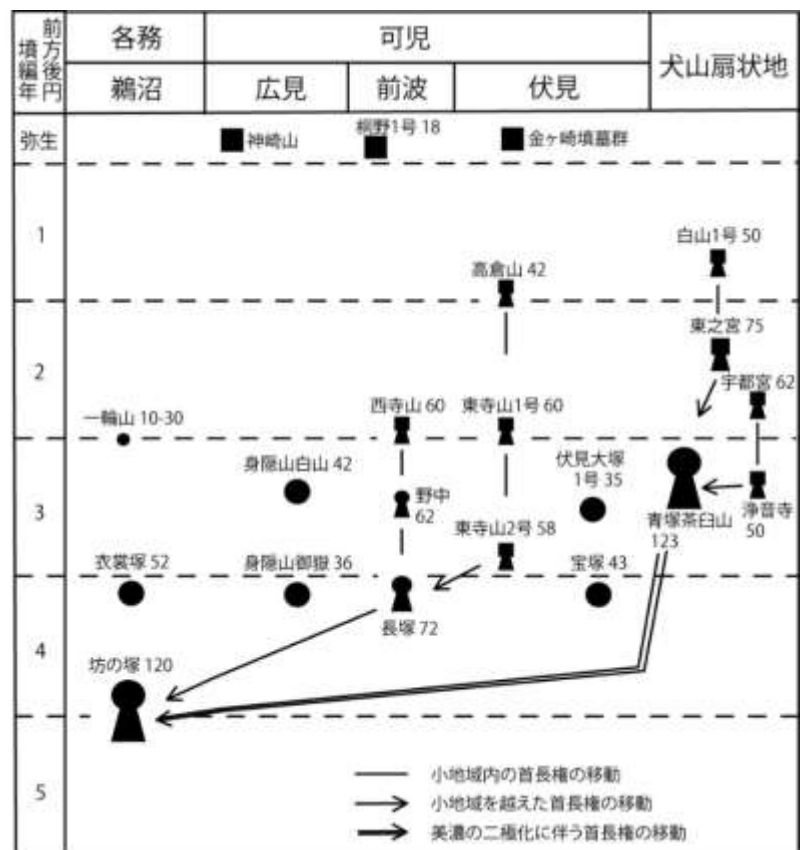 前方後円
墳編年
各務
可児
犬山扇状地
鵜沼
広見
前波
伏見
弥生
神崎山
桐野1号 18
金ヶ崎墳墓群
1
白山1号 50
高倉山 42
2
東之宮 75
宇都宮 62
一輪山 10-30
西寺山 60
東寺山1号 60
3
身隠山白山 42
野中
62
伏見大塚
1号 35
青塚茶臼山
123
浄音寺
50
東寺山2号 58
衣裳塚 52
身隠山御嶽 36
宝塚 43
長塚 72
4
坊の塚 120
5
小地域内の首長権の移動
小地域を越えた首長権の移動
美濃の二極化に伴う首長権の移動